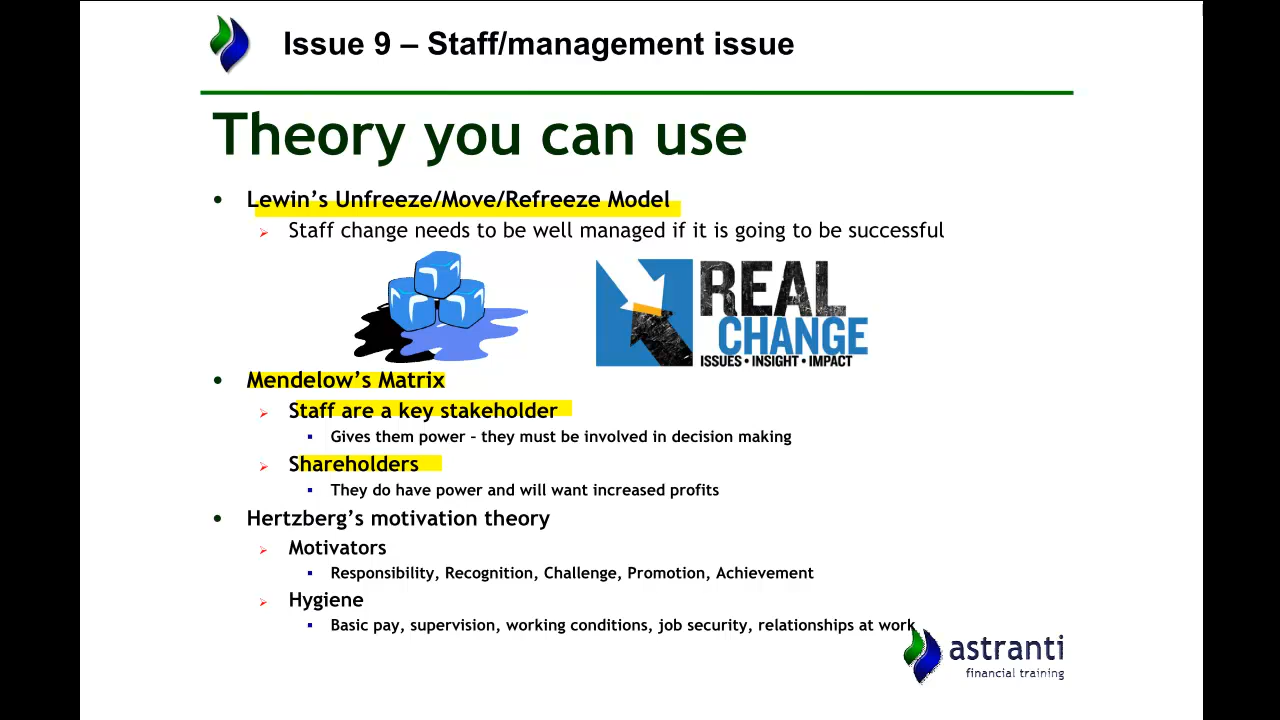 Issue 9 – Staff/management issue
Theory you can use
• Lewin's Unfreeze/Move/Refreeze Model
Staff change needs to be well managed if it is going to be successful
REAL
CHANGE
ISSUES • INSIGHT • IMPACT
• Mendelow's Matrix
Staff are a key stakeholder
▪ Gives them power – they must be involved in decision making
Shareholders
▪ They do have power and will want increased profits
• Hertzberg's motivation theory
Motivators
▪ Responsibility, Recognition, Challenge, Promotion, Achievement
Hygiene
▪ Basic pay, supervision, working conditions, job security, relationships at work
astranti
financial training